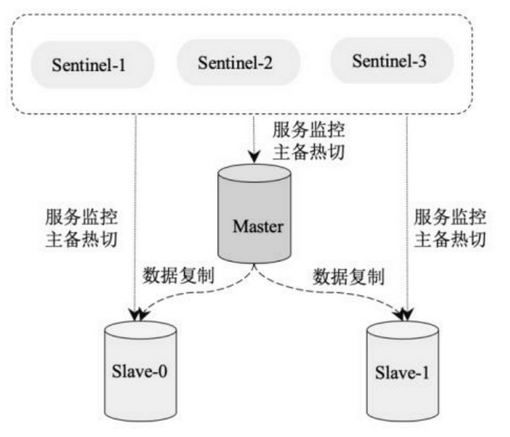 Sentinel-1
Sentinel-2
Sentinel-3
服务监控
主备热切
Master
服务监控
主备热切
服务监控
主备热切
数据复制
数据复制
Slave-0
Slave-1